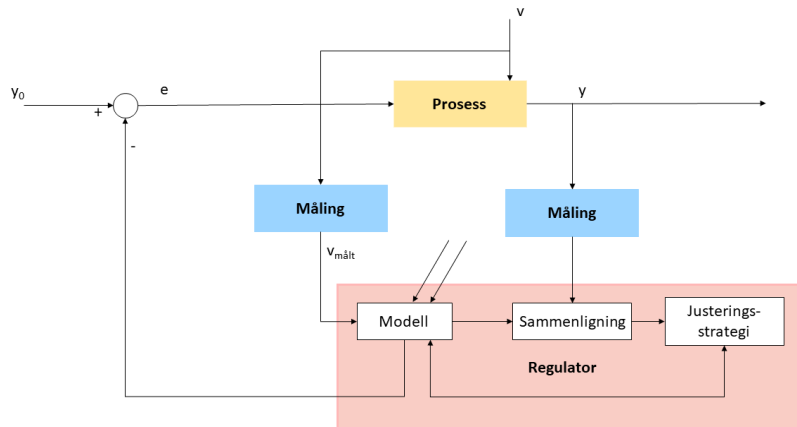 v
y₀
e
+
-
Prosess
y
Måling
Måling
vmålt
Modell
Sammenligning
Justerings-
strategi
Regulator